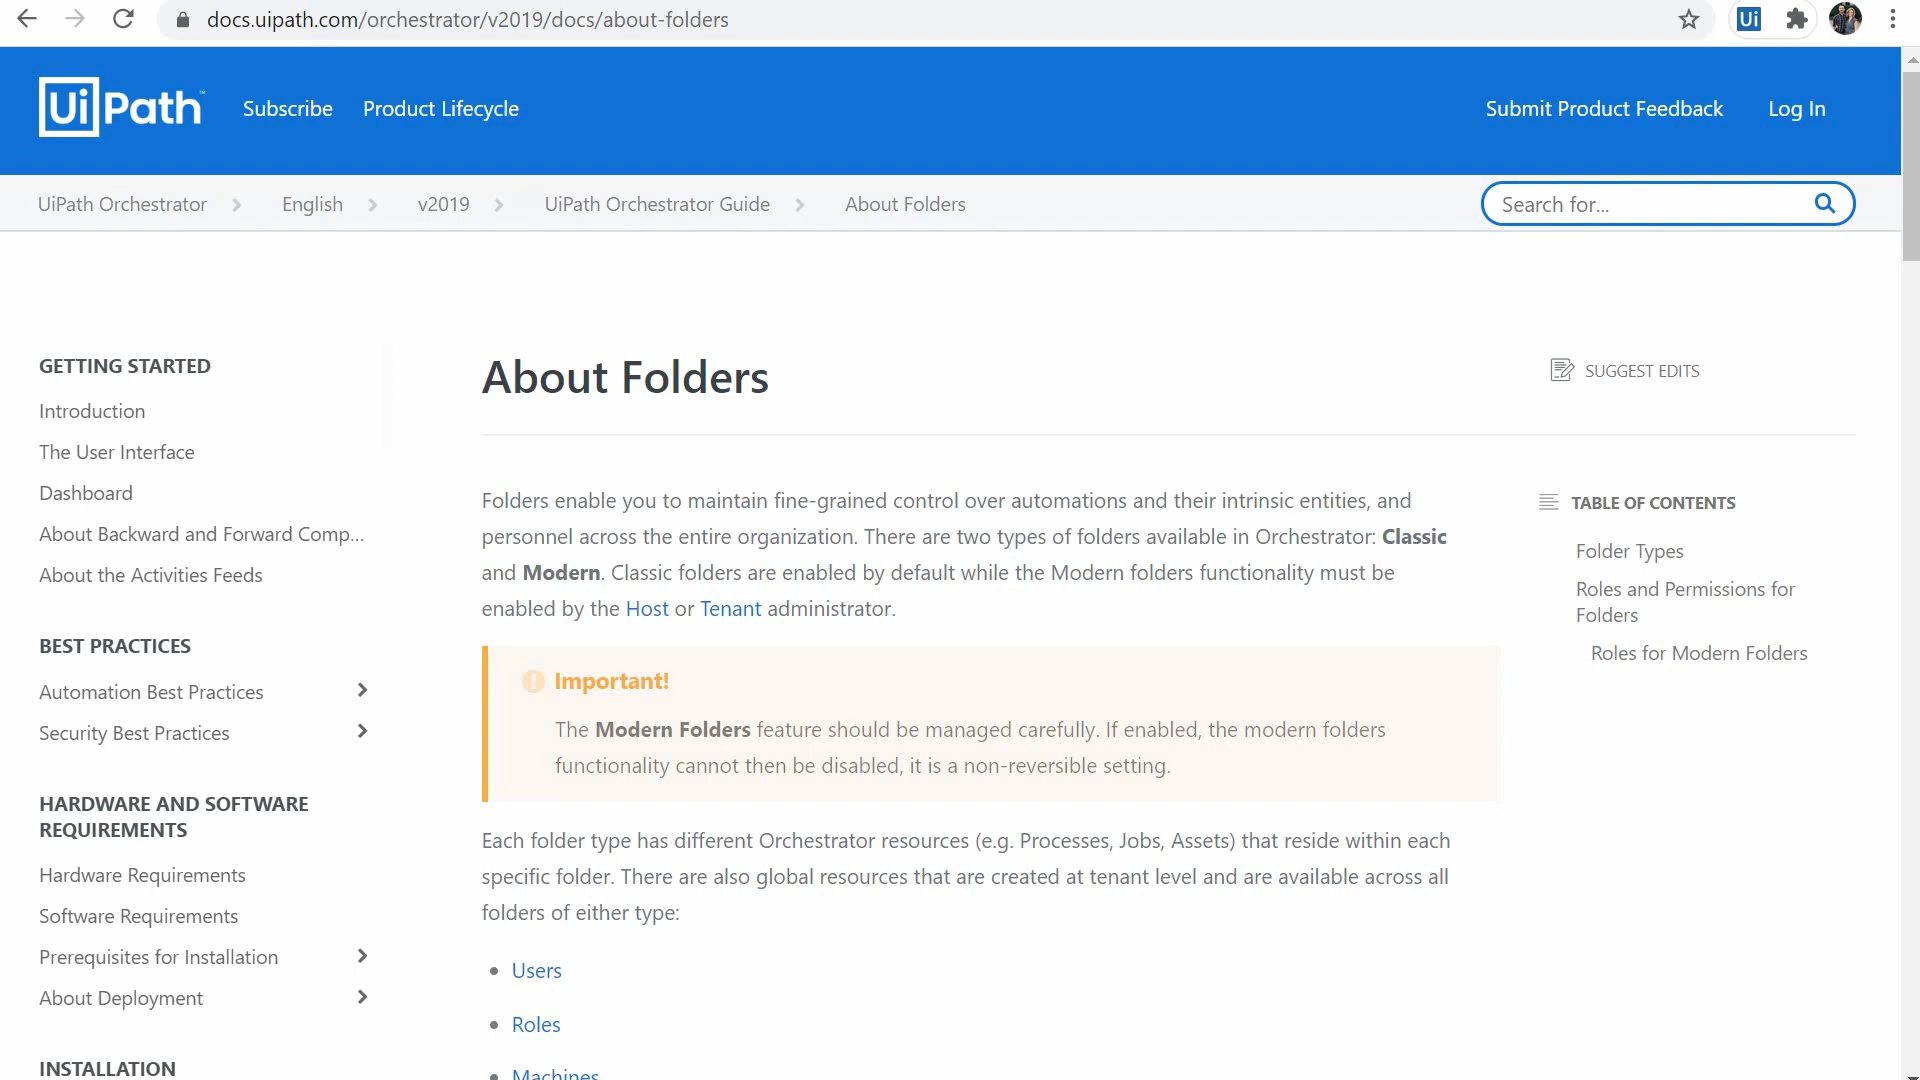 docs.uipath.com/orchestrator/v2019/docs/about-folders
Ui
UiPath™ Subscribe Product Lifecycle Submit Product Feedback Log In
UiPath Orchestrator English v2019 UiPath Orchestrator Guide About Folders Search for...
GETTING STARTED
Introduction
The User Interface
Dashboard
About Backward and Forward Comp...
About the Activities Feeds
BEST PRACTICES
Automation Best Practices
Security Best Practices
HARDWARE AND SOFTWARE
REQUIREMENTS
Hardware Requirements
Software Requirements
Prerequisites for Installation
About Deployment
INSTALLATION
About Folders
SUGGEST EDITS
Folders enable you to maintain fine-grained control over automations and their intrinsic entities, and
personnel across the entire organization. There are two types of folders available in Orchestrator: Classic
and Modern. Classic folders are enabled by default while the Modern folders functionality must be
enabled by the Host or Tenant administrator.
Important!
The Modern Folders feature should be managed carefully. If enabled, the modern folders
functionality cannot then be disabled, it is a non-reversible setting.
Each folder type has different Orchestrator resources (e.g. Processes, Jobs, Assets) that reside within each
specific folder. There are also global resources that are created at tenant level and are available across all
folders of either type:
• Users
• Roles
• Machines
TABLE OF CONTENTS
Folder Types
Roles and Permissions for
Folders
Roles for Modern Folders